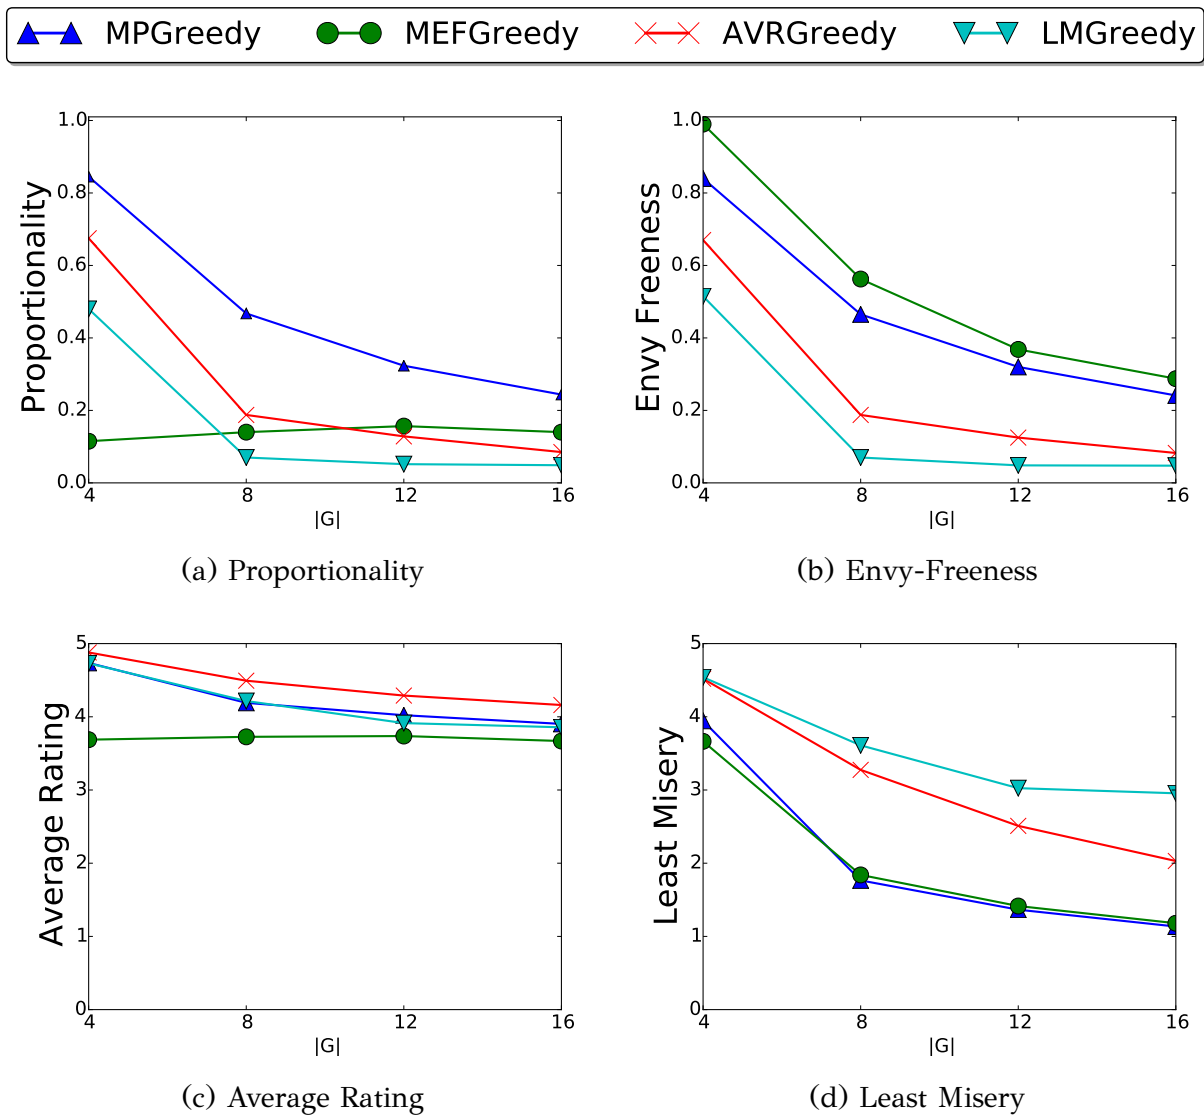 MPGreedy MEFGreedy AVRGreedy LMGreedy
Proportionality
1.0
0.8
0.6
0.4
0.2
0.0
4 8 12 16
|G|
(a) Proportionality
Envy Freeness
1.0
0.8
0.6
0.4
0.2
0.0
4 8 12 16
|G|
(b) Envy-Freeness
Average Rating
5
4
3
2
1
0
4 8 12 16
|G|
(c) Average Rating
Least Misery
5
4
3
2
1
0
4 8 12 16
|G|
(d) Least Misery